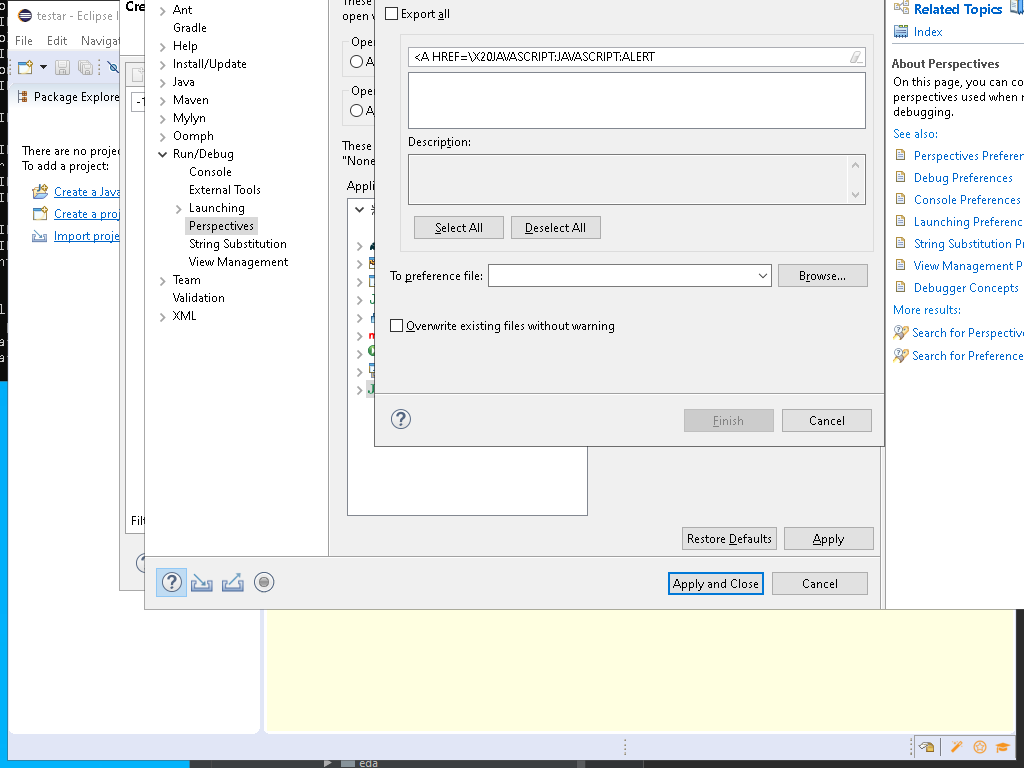 testar - Eclipse I
File Edit Navigat
Package Explore
There are no projec
To add a project:
Create a Java
Create a proj
Import proje
Cre
-1
Filt
Ant
Gradle
Help
Install/Update
Java
Maven
Mylyn
Oomph
Run/Debug
Console
External Tools
Launching
Perspectives
String Substitution
View Management
Team
Validation
XML
These
open v
Oper
A
Oper
A
These
"None
Appli
Export all
<A HREF=\X20JAVASCRIPT:JAVASCRIPT:ALERT
Description:
Select All
Deselect All
To preference file:
Browse...
Overwrite existing files without warning
Finish
Cancel
Restore Defaults
Apply
Apply and Close
Cancel
Related Topics
Index
About Perspectives
On this page, you can co
perspectives used when r
debugging.
See also:
Perspectives Preferen
Debug Preferences
Console Preferences
Launching Preferenc
String Substitution Pr
View Management P
Debugger Concepts
More results:
Search for Perspective
Search for Preference
eda